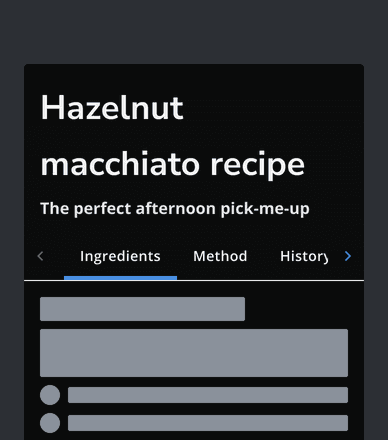 Hazelnut
macchiato recipe
The perfect afternoon pick-me-up
Ingredients Method History